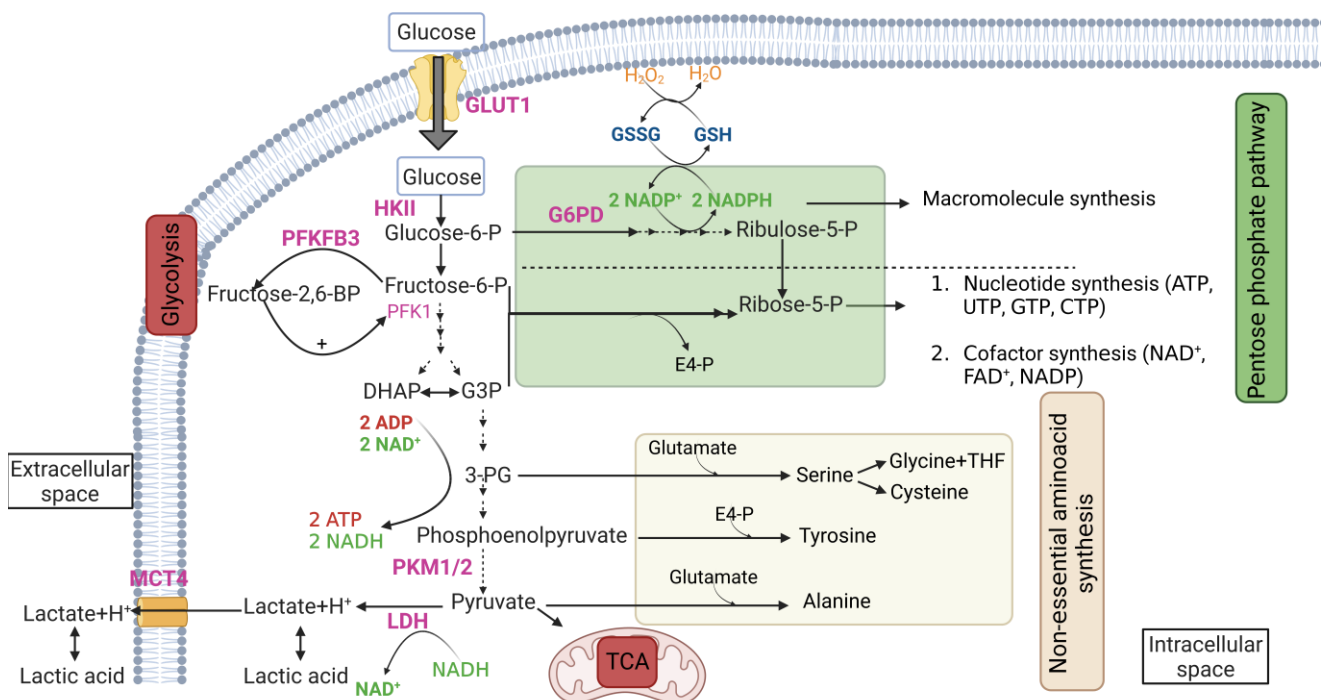 Glucose
GLUT1
H₂O₂
H₂O
GSSG
GSH
Glucose
HKII
G6PD
2 NADP⁺
2 NADPH
Macromolecule synthesis
Glucose-6-P
Ribulose-5-P
PFKFB3
Fructose-2,6-BP
Fructose-6-P
PFK1
+
Ribose-5-P
E4-P
1. Nucleotide synthesis (ATP,
UTP, GTP, CTP)
2. Cofactor synthesis (NAD⁺,
FAD⁺, NADP)
Glycolysis
Pentose phosphate pathway
DHAP
G3P
2 ADP
2 NAD⁺
2 ATP
2 NADH
3-PG
Glutamate
Serine
Glycine+THF
Cysteine
Phosphoenolpyruvate
E4-P
Tyrosine
PKM1/2
Pyruvate
Glutamate
Alanine
Non-essential aminoacid
synthesis
Extracellular
space
MCT4
Lactate+H⁺
Lactate+H⁺
LDH
Lactic acid
Lactic acid
NADH
NAD⁺
TCA
Intracellular
space